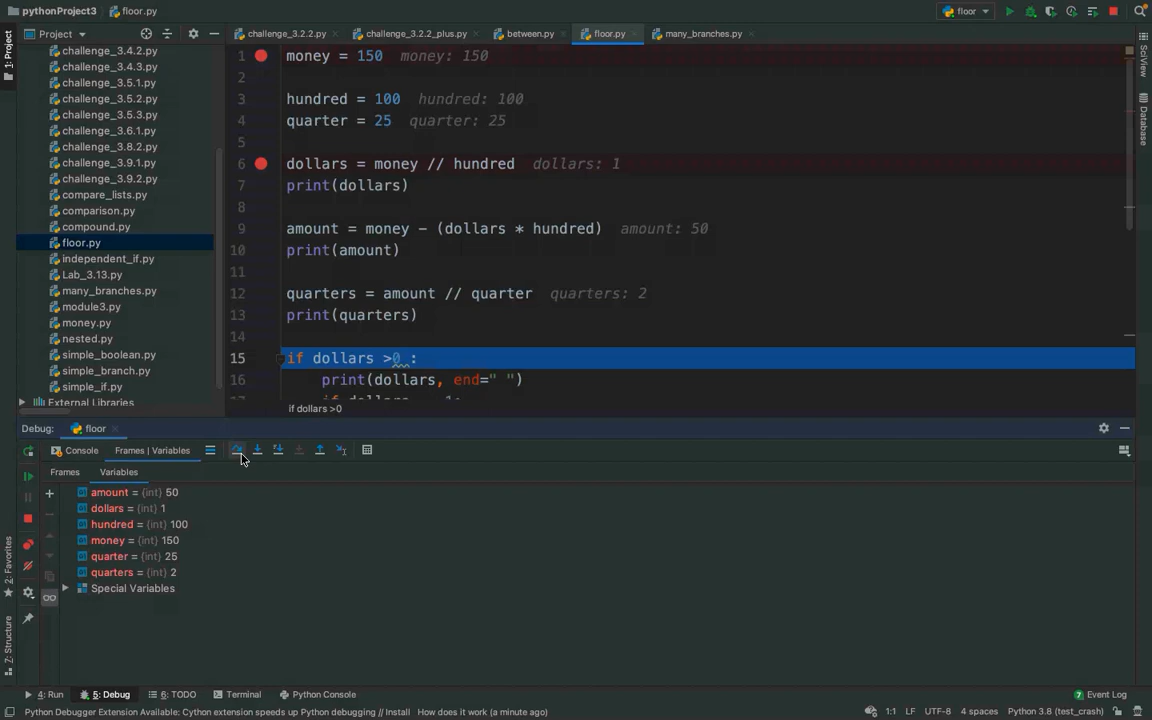 pythonProject3 floor.py
floor
1: Project
Project
challenge_3.4.2.py
challenge_3.4.3.py
challenge_3.5.1.py
challenge_3.5.2.py
challenge_3.5.3.py
challenge_3.6.1.py
challenge_3.8.2.py
challenge_3.9.1.py
challenge_3.9.2.py
compare_lists.py
comparison.py
compound.py
floor.py
independent_if.py
Lab_3.13.py
many_branches.py
module3.py
money.py
nested.py
simple_boolean.py
simple_branch.py
simple_if.py
External Libraries
challenge_3.2.2.py challenge_3.2.2_plus.py between.py floor.py many_branches.py
1 money = 150 money: 150
2
3 hundred = 100 hundred: 100
4 quarter = 25 quarter: 25
5
6 dollars = money // hundred dollars: 1
7 print(dollars)
8
9 amount = money - (dollars * hundred) amount: 50
10 print(amount)
11
12 quarters = amount // quarter quarters: 2
13 print(quarters)
14
15 if dollars >0 :
16 print(dollars, end=" ")
if dollars >0
SciView
Database
Debug: floor
Console Frames | Variables
Frames Variables
amount = {int} 50
dollars = {int} 1
hundred = {int} 100
money = {int} 150
quarter = {int} 25
quarters = {int} 2
Special Variables
2: Favorites
Z: Structure
4: Run 5: Debug 6: TODO Terminal Python Console Event Log
Python Debugger Extension Available: Cython extension speeds up Python debugging // Install How does it work (a minute ago) 1:1 LF UTF-8 4 spaces Python 3.8 (test_crash)